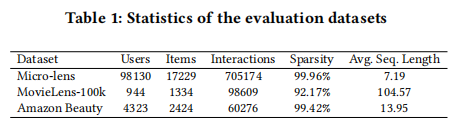 Table 1: Statistics of the evaluation datasets
Dataset Users Items Interactions Sparsity Avg. Seq. Length
Micro-lens 98130 17229 705174 99.96% 7.19
MovieLens-100k 944 1334 98609 92.17% 104.57
Amazon Beauty 4323 2424 60276 99.42% 13.95